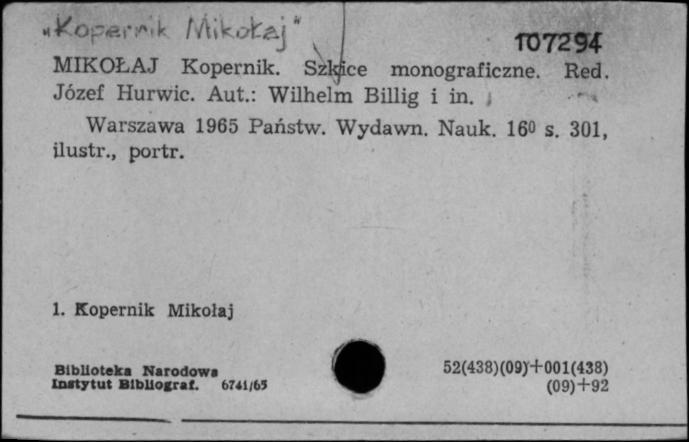 "Kopernik Mikołaj"
107294
MIKOŁAJ Kopernik. Szkice monograficzne. Red.
Józef Hurwic. Aut.: Wilhelm Billig i in.
Warszawa 1965 Państw. Wydawn. Nauk. 16⁰ s. 301,
ilustr., portr.
1. Kopernik Mikołaj
Biblioteka Narodowa
Instytut Bibliograf. 6741/65
52(438)(09)+001(438)
(09)+92